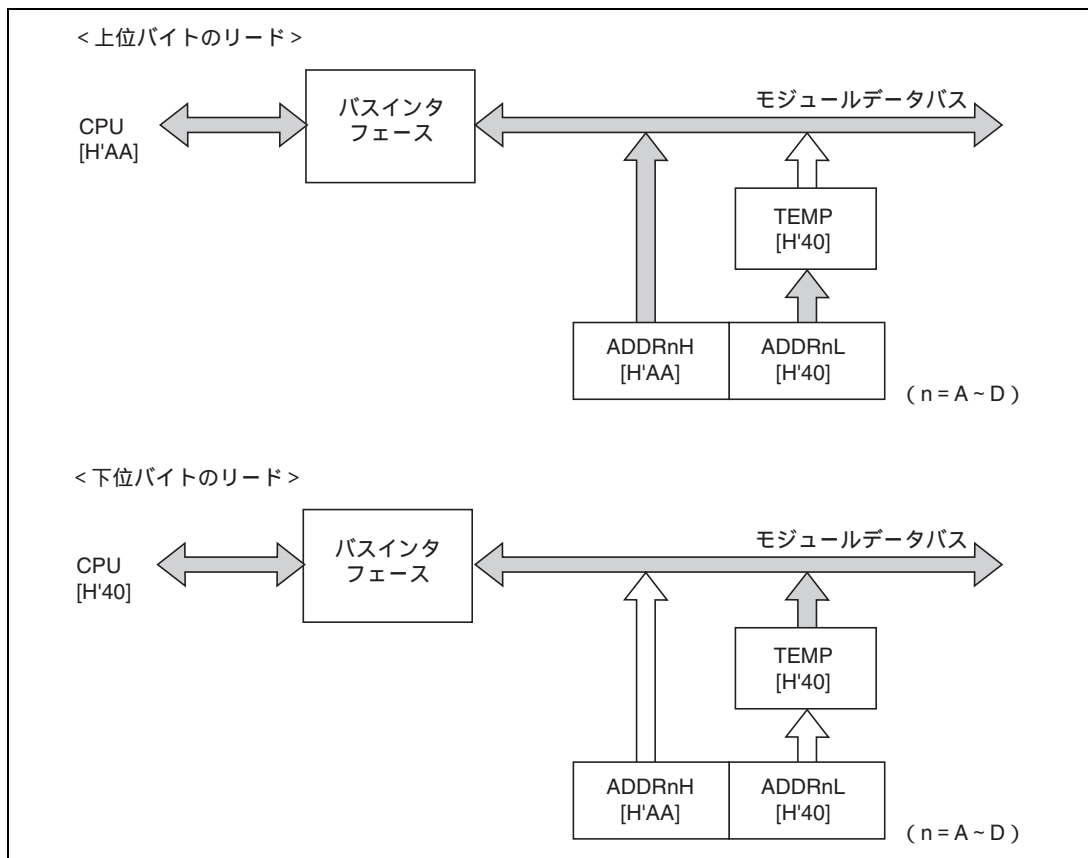 <上位バイトのリード>
CPU
[H'AA]
バスインタ
フェース
モジュールデータバス
TEMP
[H'40]
ADDRnH
[H'AA]
ADDRnL
[H'40]
(n=A~D)
<下位バイトのリード>
CPU
[H'40]
バスインタ
フェース
モジュールデータバス
TEMP
[H'40]
ADDRnH
[H'AA]
ADDRnL
[H'40]
(n=A~D)